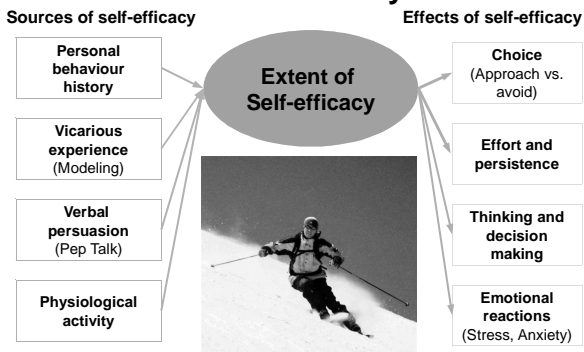 Sources of self-efficacy
Effects of self-efficacy
Personal
behaviour
history
Vicarious
experience
(Modeling)
Verbal
persuasion
(Pep Talk)
Physiological
activity
Extent of
Self-efficacy
Choice
(Approach vs.
avoid)
Effort and
persistence
Thinking and
decision
making
Emotional
reactions
(Stress, Anxiety)